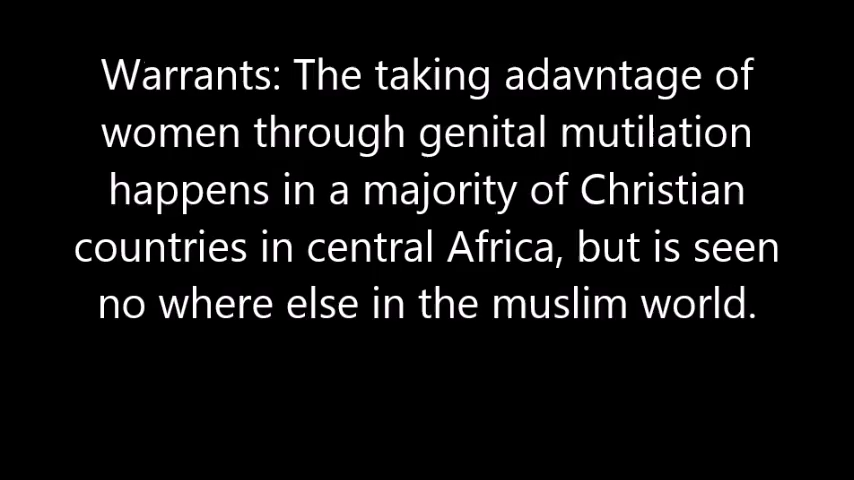 Warrants: The taking adavntage of
women through genital mutilation
happens in a majority of Christian
countries in central Africa, but is seen
no where else in the muslim world.